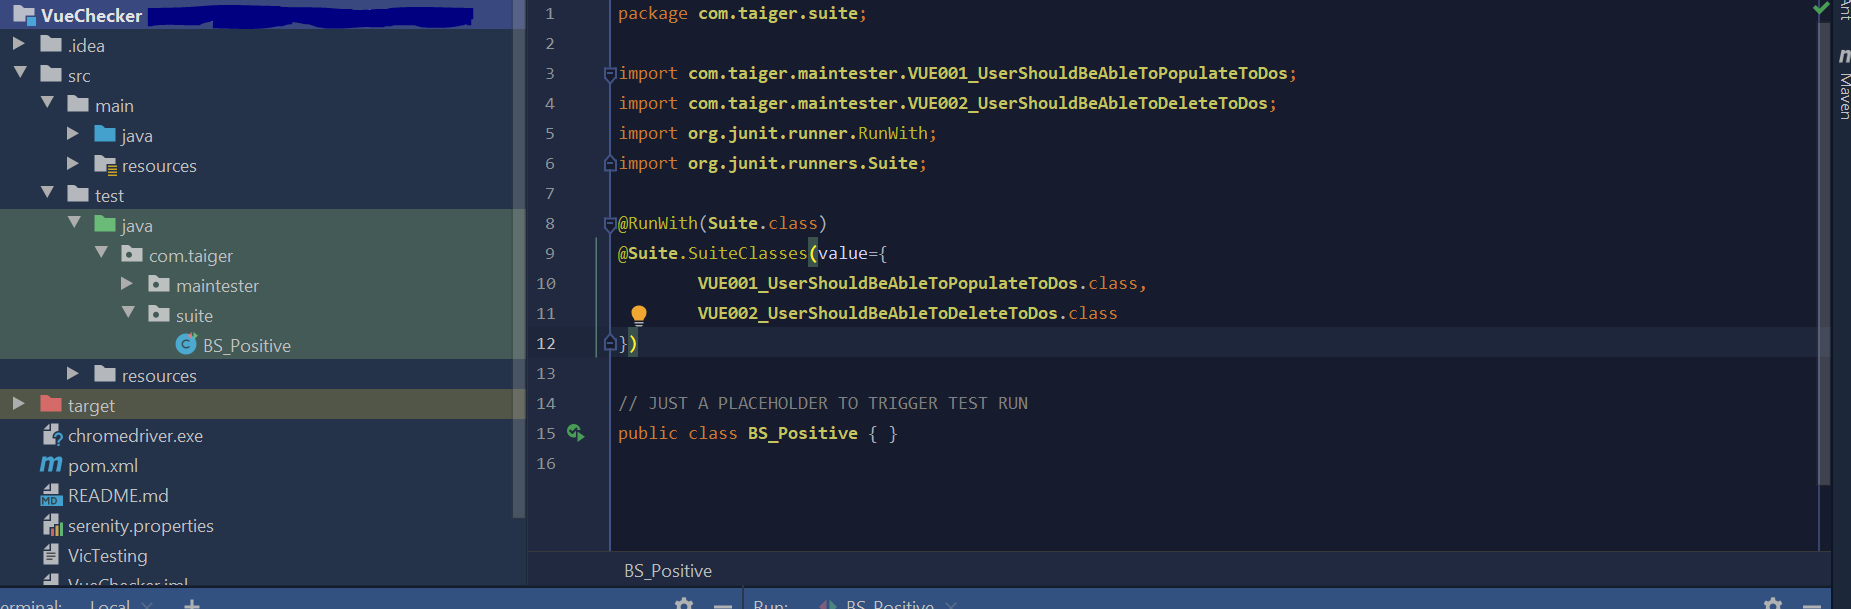 VueChecker
.idea
src
main
java
resources
test
java
com.taiger
maintester
suite
BS_Positive
resources
target
chromedriver.exe
pom.xml
README.md
serenity.properties
VicTesting
VueChecker.iml
1 package com.taiger.suite;
2
3 import com.taiger.maintester.VUE001_UserShouldBeAbleToPopulateToDos;
4 import com.taiger.maintester.VUE002_UserShouldBeAbleToDeleteToDos;
5 import org.junit.runner.RunWith;
6 import org.junit.runners.Suite;
7
8 @RunWith(Suite.class)
9 @Suite.SuiteClasses(value={
10 VUE001_UserShouldBeAbleToPopulateToDos.class,
11 VUE002_UserShouldBeAbleToDeleteToDos.class
12 })
13
14 // JUST A PLACEHOLDER TO TRIGGER TEST RUN
15 public class BS_Positive { }
16
BS_Positive
Ant
m Maven
erminal: Local +
Run: BS_Positive